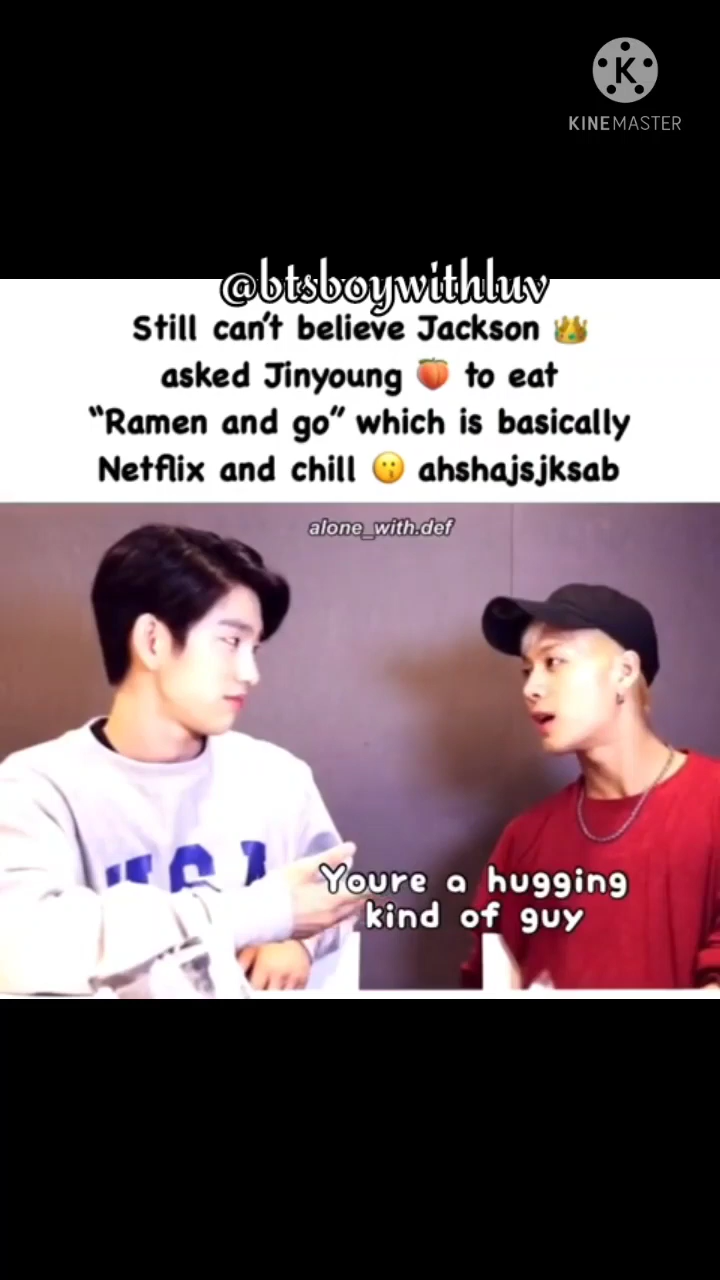 KINEMASTER
@btsboywithluv
Still can't believe Jackson 👑
asked Jinyoung 🍑 to eat
“Ramen and go” which is basically
Netflix and chill 😗 ahshajsjksab
alone_with.def
USA
Youre a hugging
kind of guy